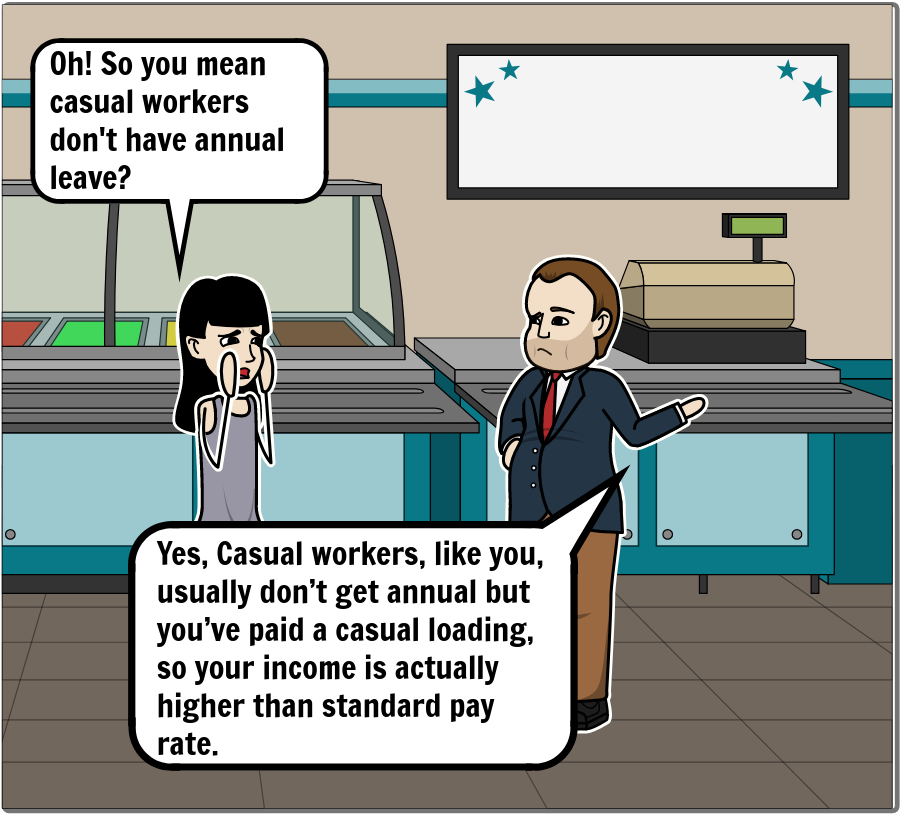 Oh! So you mean
casual workers
don't have annual
leave?
Yes, Casual workers, like you,
usually don’t get annual but
you’ve paid a casual loading,
so your income is actually
higher than standard pay
rate.